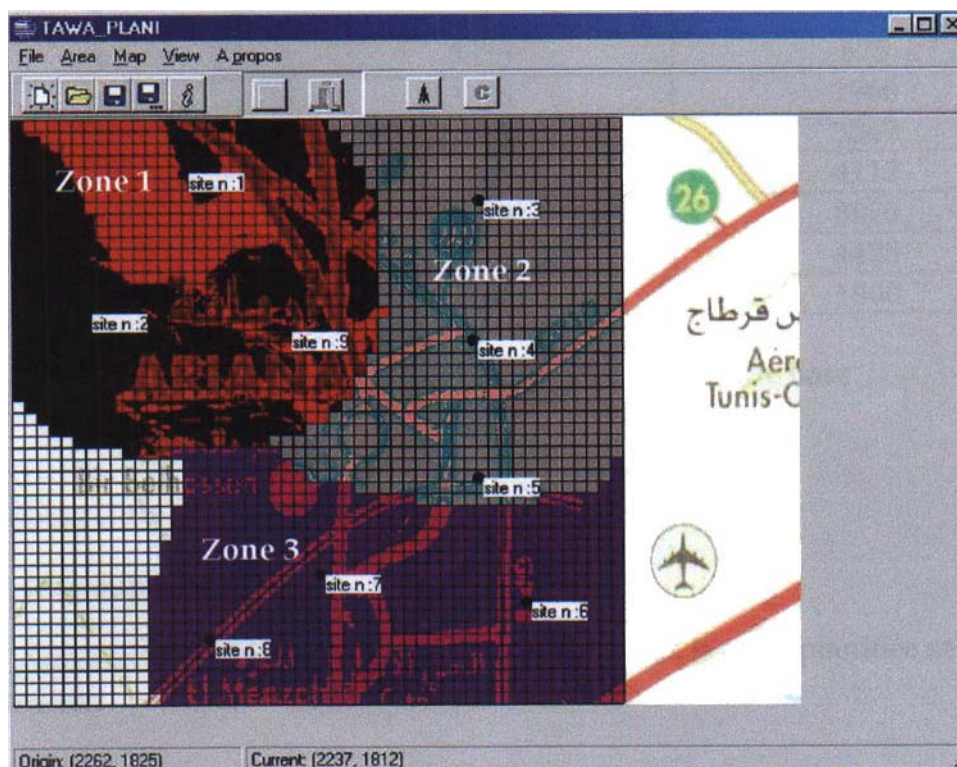 TAWA_PLANI
File Area Map View A propos
A C
Zone 1
site n :1
26
site n :3
Zone 2
س قرطاج
site n :2
site n :9
site n :4
Aéro
Tunis-C
site n :5
Zone 3
site n :7
site n :6
site n :8
Origin: (2262, 1825) Current: (2237, 1812)